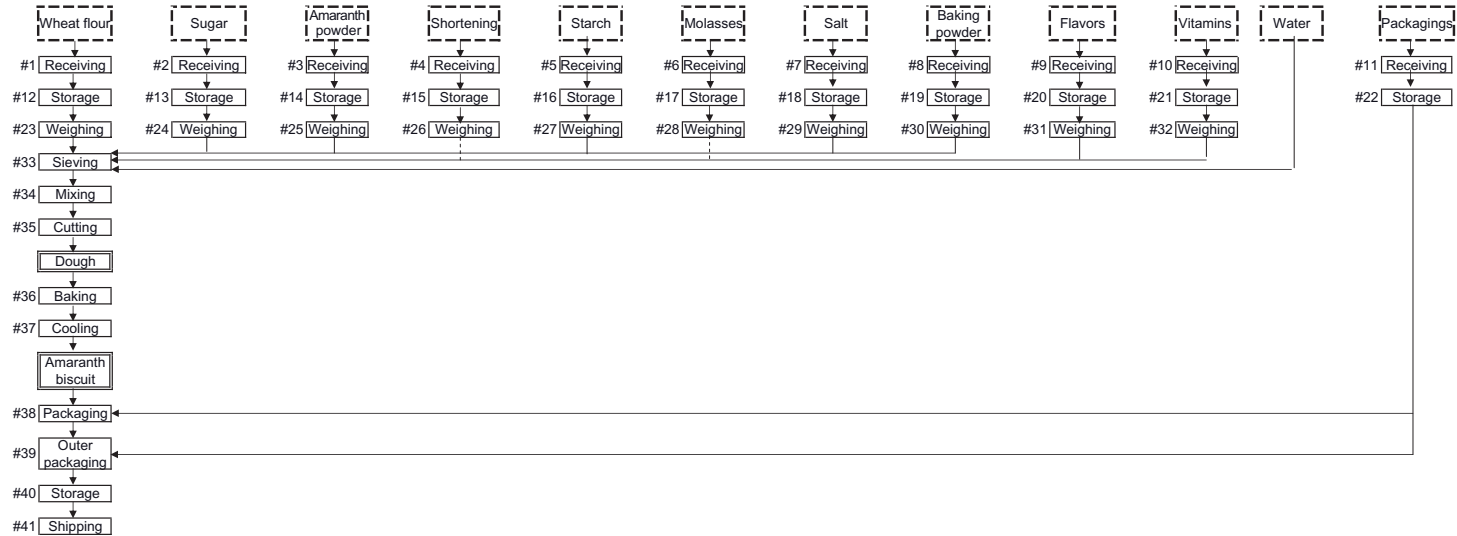 Wheat flour
Sugar
Amaranth
powder
Shortening
Starch
Molasses
Salt
Baking
powder
Flavors
Vitamins
Water
Packagings
#1 Receiving
#2 Receiving
#3 Receiving
#4 Receiving
#5 Receiving
#6 Receiving
#7 Receiving
#8 Receiving
#9 Receiving
#10 Receiving
#11 Receiving
#12 Storage
#13 Storage
#14 Storage
#15 Storage
#16 Storage
#17 Storage
#18 Storage
#19 Storage
#20 Storage
#21 Storage
#22 Storage
#23 Weighing
#24 Weighing
#25 Weighing
#26 Weighing
#27 Weighing
#28 Weighing
#29 Weighing
#30 Weighing
#31 Weighing
#32 Weighing
#33 Sieving
#34 Mixing
#35 Cutting
Dough
#36 Baking
#37 Cooling
Amaranth
biscuit
#38 Packaging
#39 Outer
packaging
#40 Storage
#41 Shipping